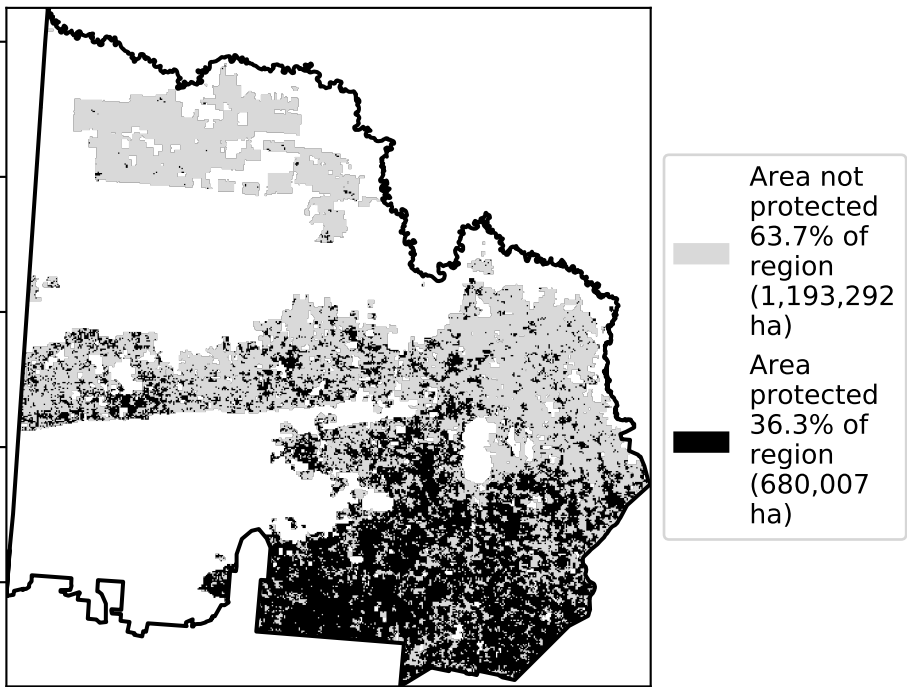 Area not
protected
63.7% of
region
(1,193,292
ha)
Area
protected
36.3% of
region
(680,007
ha)